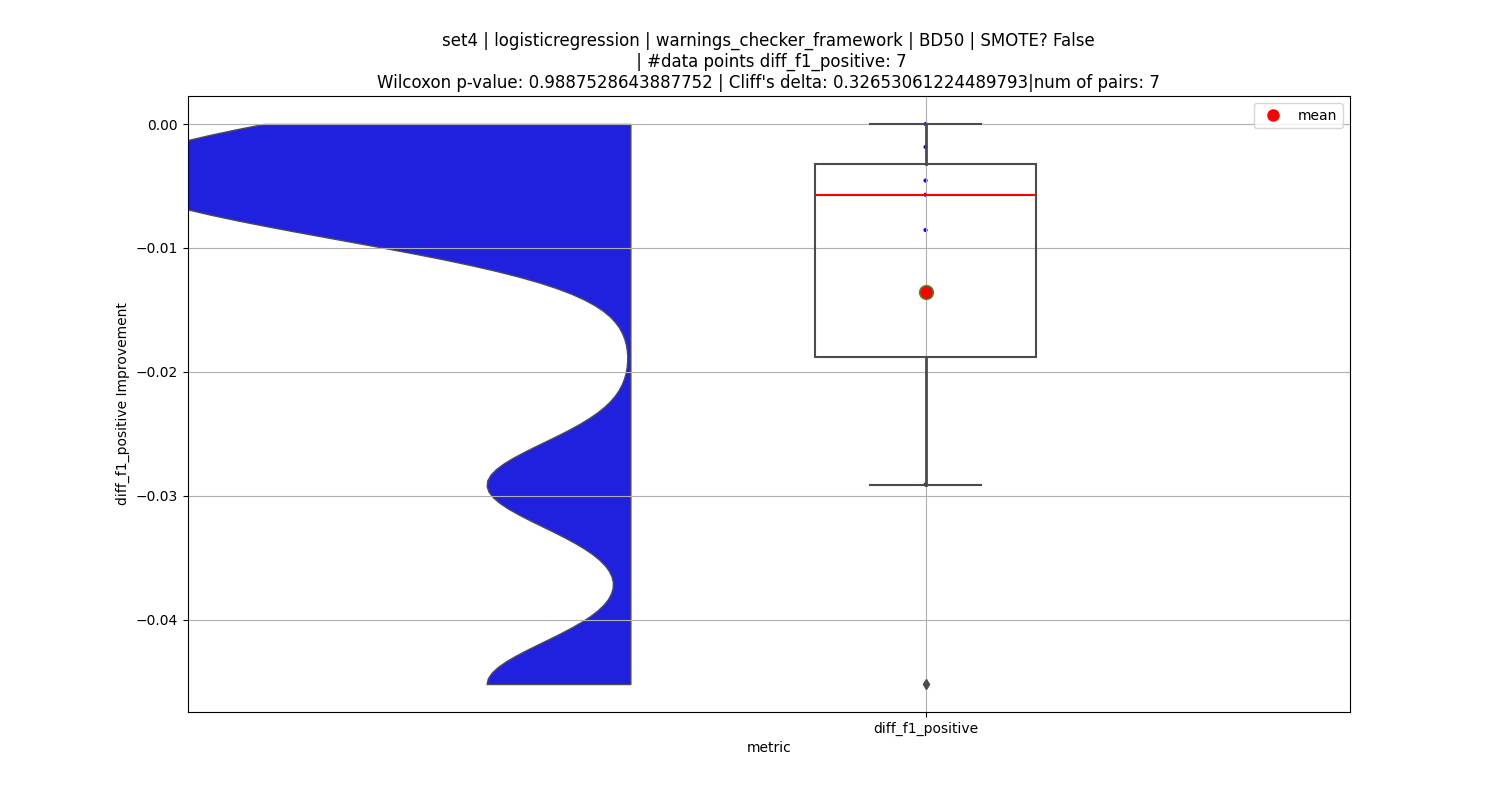 set4 | logisticregression | warnings_checker_framework | BD50 | SMOTE? False
| #data points diff_f1_positive: 7
Wilcoxon p-value: 0.9887528643887752 | Cliff's delta: 0.32653061224489793|num of pairs: 7
mean
0.00
−0.01
−0.02
−0.03
−0.04
diff_f1_positive Improvement
diff_f1_positive
metric